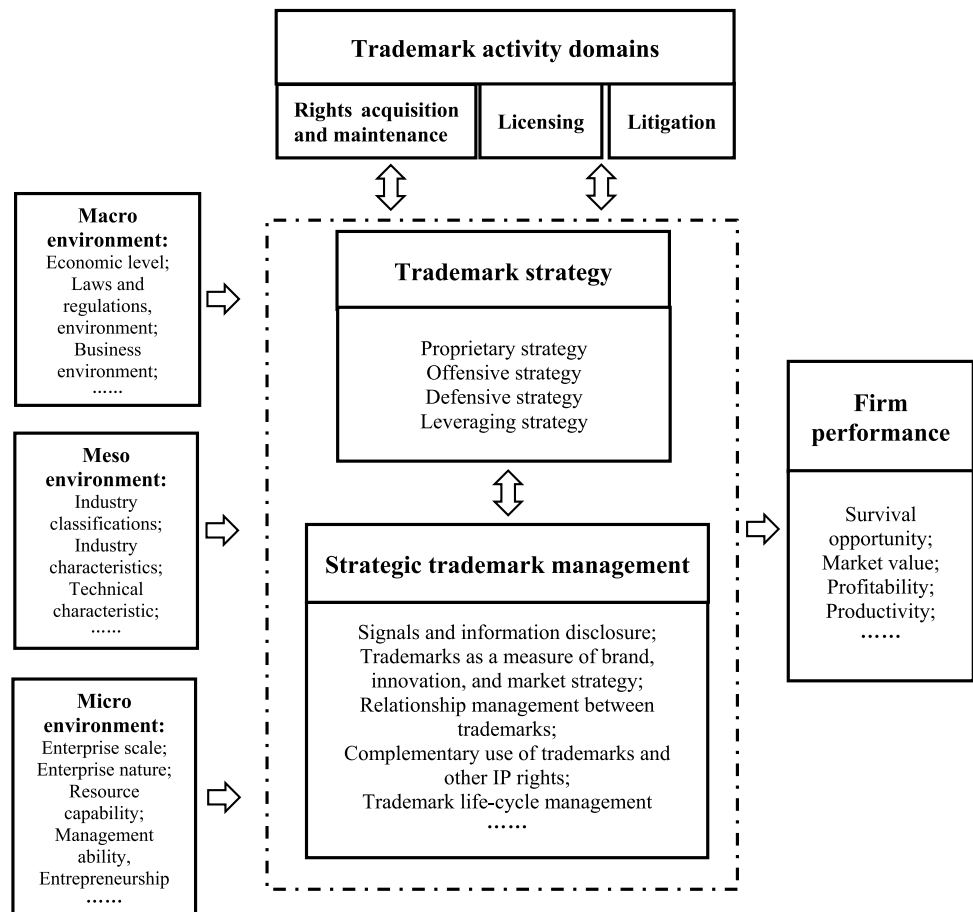 Trademark activity domains
Rights acquisition
and maintenance
Licensing
Litigation
Macro
environment:
Economic level;
Laws and
regulations,
environment;
Business
environment;
……
Meso
environment:
Industry
classifications;
Industry
characteristics;
Technical
characteristic;
……
Micro
environment:
Enterprise scale;
Enterprise nature;
Resource
capability;
Management
ability,
Entrepreneurship
……
Trademark strategy
Proprietary strategy
Offensive strategy
Defensive strategy
Leveraging strategy
Strategic trademark management
Signals and information disclosure;
Trademarks as a measure of brand,
innovation, and market strategy;
Relationship management between
trademarks;
Complementary use of trademarks and
other IP rights;
Trademark life-cycle management
……
Firm
performance
Survival
opportunity;
Market value;
Profitability;
Productivity;
……